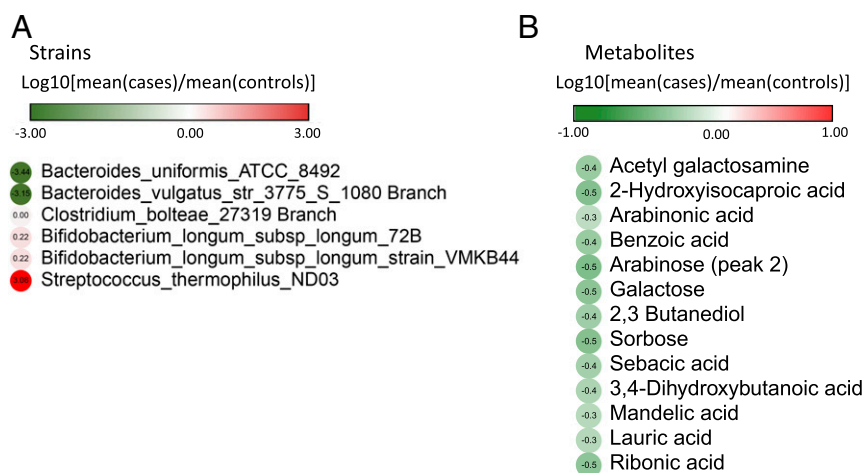 A
Strains
Log10[mean(cases)/mean(controls)]
-3.00 0.00 3.00
-3.44 Bacteroides_uniformis_ATCC_8492
-3.15 Bacteroides_vulgatus_str_3775_S_1080 Branch
0.00 Clostridium_bolteae_27319 Branch
0.22 Bifidobacterium_longum_subsp_longum_72B
0.22 Bifidobacterium_longum_subsp_longum_strain_VMKB44
Streptococcus_thermophilus_ND03
B
Metabolites
Log10[mean(cases)/mean(controls)]
-1.00 0.00 1.00
-0.4 Acetyl galactosamine
-0.5 2-Hydroxyisocaproic acid
-0.3 Arabinonic acid
-0.4 Benzoic acid
-0.5 Arabinose (peak 2)
-0.5 Galactose
-0.4 2,3 Butanediol
-0.5 Sorbose
-0.4 Sebacic acid
-0.4 3,4-Dihydroxybutanoic acid
-0.3 Mandelic acid
-0.3 Lauric acid
-0.5 Ribonic acid